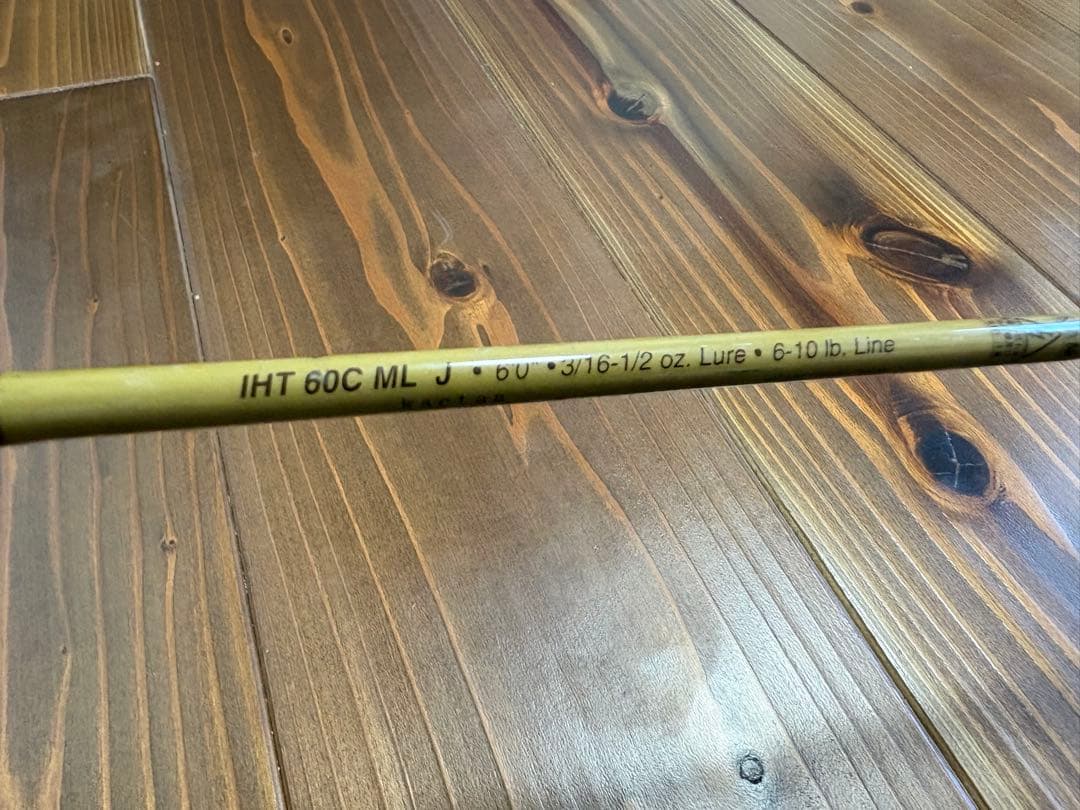 IHT 60C ML J • 6'0" • 3/16-1/2 oz. Lure • 6-10 lb. Line